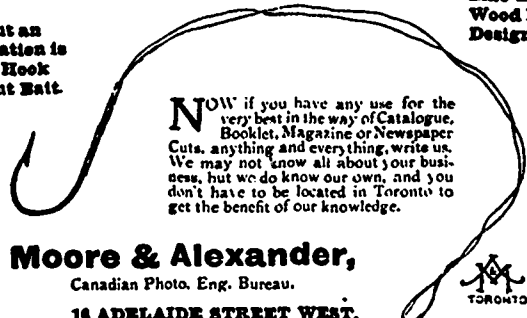 ut an
ation is
Hook
ut Bait.
Wood
Design
NOW if you have any use for the
very best in the way of Catalogue,
Booklet, Magazine or Newspaper
Cuts, anything and everything, write us.
We may not know all about your busi-
ness, but we do know our own, and you
don't have to be located in Toronto to
get the benefit of our knowledge.
Moore & Alexander,
Canadian Photo. Eng. Bureau.
16 ADELAIDE STREET WEST.
TORONTO